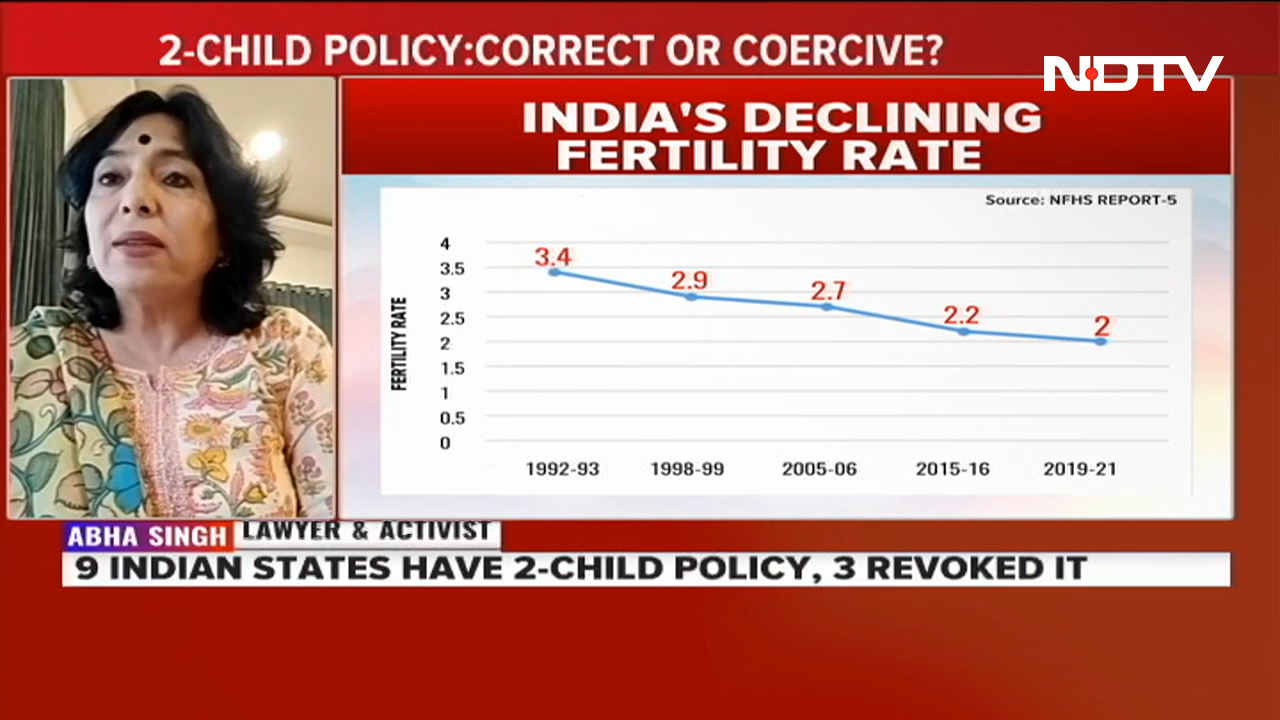 2-CHILD POLICY:CORRECT OR COERCIVE?
NDTV
INDIA'S DECLINING
FERTILITY RATE
Source: NFHS REPORT-5
4
3.5
3
2.5
2
1.5
1
0.5
0
FERTILITY RATE
3.4
2.9
2.7
2.2
2
1992-93
1998-99
2005-06
2015-16
2019-21
ABHA SINGH
LAWYER & ACTIVIST
9 INDIAN STATES HAVE 2-CHILD POLICY, 3 REVOKED IT